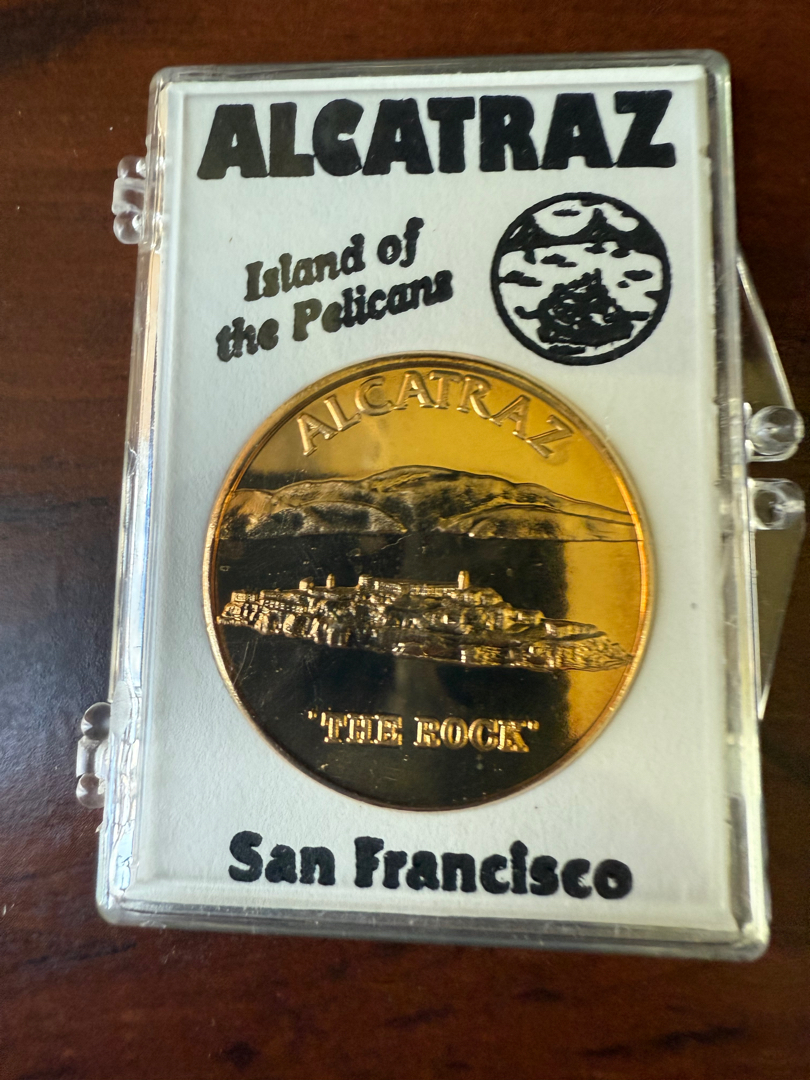 ALCATRAZ
Island of
the Pelicans
ALCATRAZ
"THE ROCK"
San Francisco